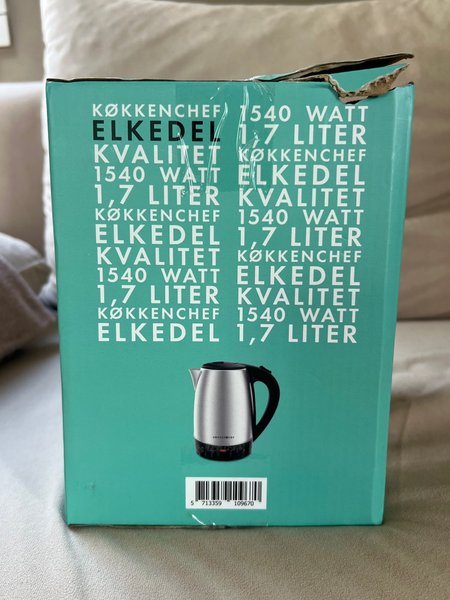 KØKKENCHEF
ELKEDEL
KVALITET
1540 WATT
1,7 LITER
KØKKENCHEF
ELKEDEL
KVALITET
1540 WATT
1,7 LITER
KØKKENCHEF
ELKEDEL
1540 WATT
1,7 LITER
KØKKENCHEF
ELKEDEL
KVALITET
1540 WATT
1,7 LITER
KØKKENCHEF
ELKEDEL
KVALITET
1540 WATT
1,7 LITER
5 713359 109670